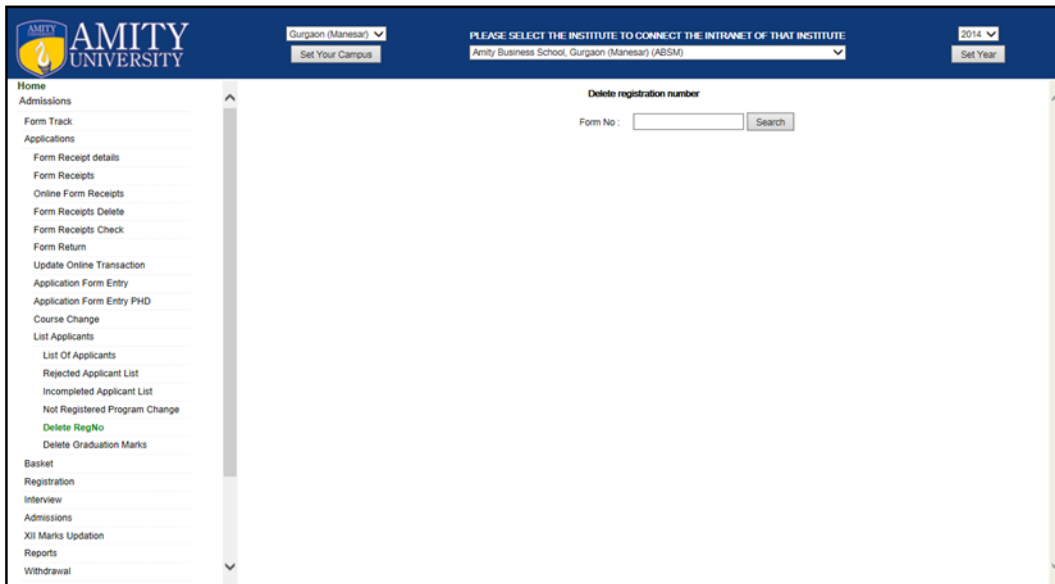 AMITY
AMITY
UNIVERSITY
Gurgaon (Manesar)
Set Your Campus
PLEASE SELECT THE INSTITUTE TO CONNECT THE INTRANET OF THAT INSTITUTE
Amity Business School, Gurgaon (Manesar) (ABSM)
2014
Set Year
Home
Admissions
Form Track
Applications
Form Receipt details
Form Receipts
Online Form Receipts
Form Receipts Delete
Form Receipts Check
Form Return
Update Online Transaction
Application Form Entry
Application Form Entry PHD
Course Change
List Applicants
List Of Applicants
Rejected Applicant List
Incompleted Applicant List
Not Registered Program Change
Delete RegNo
Delete Graduation Marks
Basket
Registration
Interview
Admissions
XII Marks Updation
Reports
Withdrawal
Delete registration number
Form No :
Search